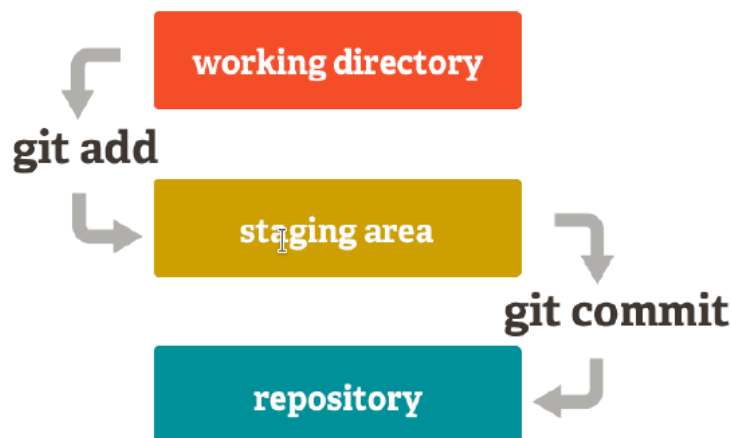 working directory
git add
staging area
git commit
repository